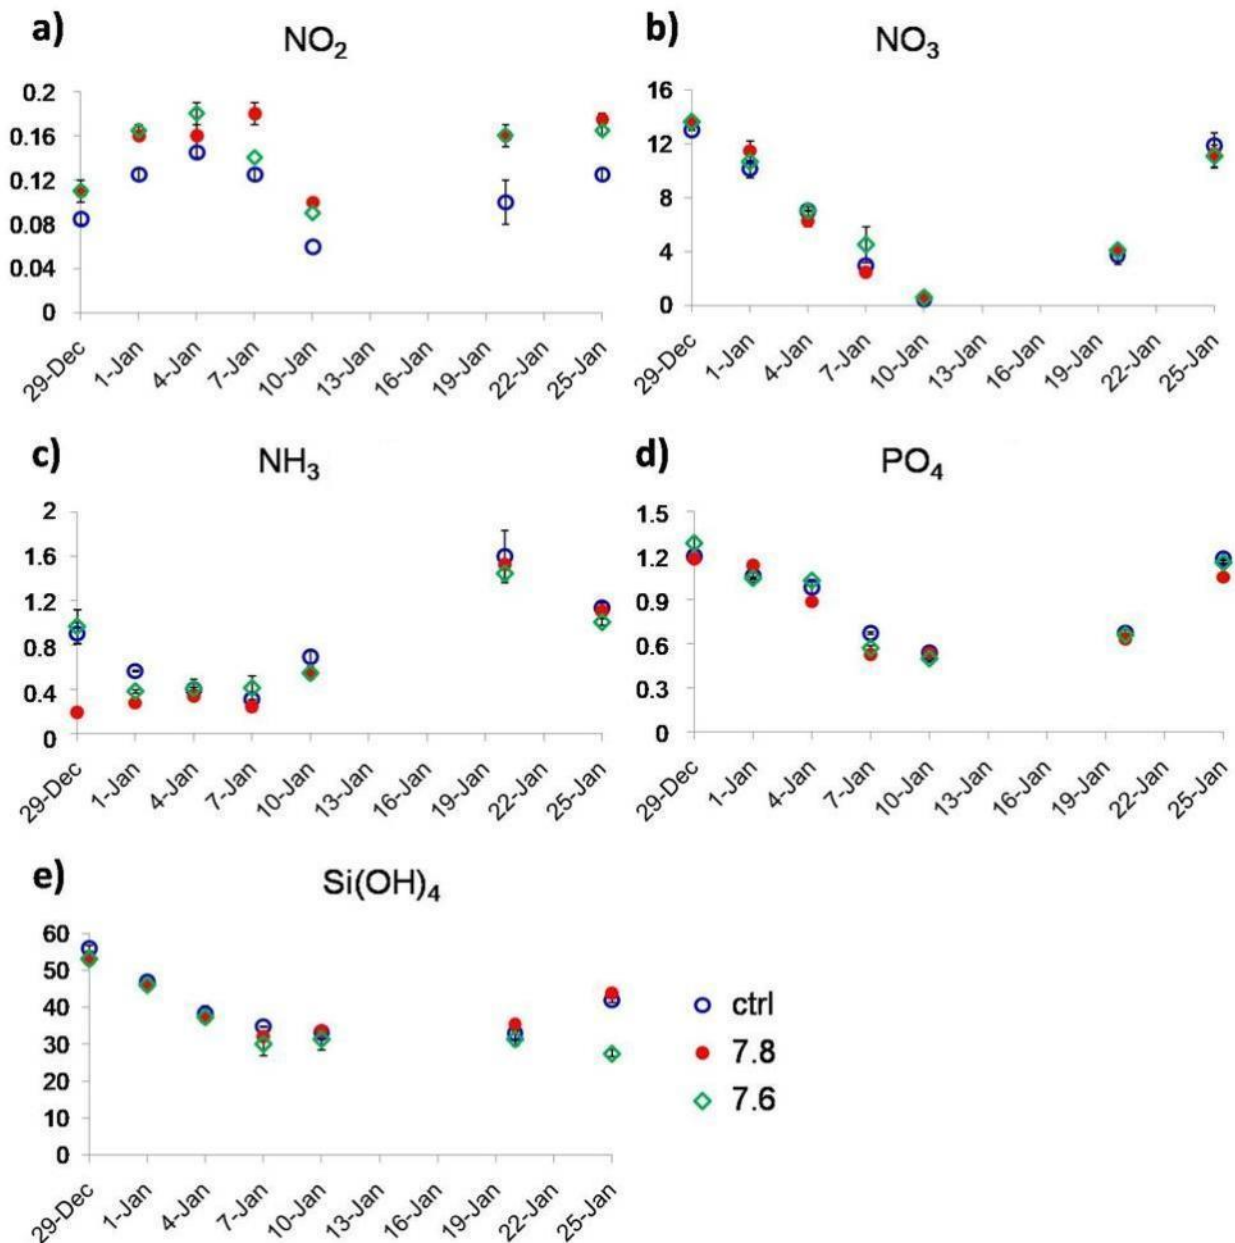 a)
NO₂
0.2
0.16
0.12
0.08
0.04
0
29-Dec 1-Jan 4-Jan 7-Jan 10-Jan 13-Jan 16-Jan 19-Jan 22-Jan 25-Jan
b)
NO₃
16
12
8
4
0
29-Dec 1-Jan 4-Jan 7-Jan 10-Jan 13-Jan 16-Jan 19-Jan 22-Jan 25-Jan
c)
NH₃
2
1.6
1.2
0.8
0.4
0
29-Dec 1-Jan 4-Jan 7-Jan 10-Jan 13-Jan 16-Jan 19-Jan 22-Jan 25-Jan
d)
PO₄
1.5
1.2
0.9
0.6
0.3
0
29-Dec 1-Jan 4-Jan 7-Jan 10-Jan 13-Jan 16-Jan 19-Jan 22-Jan 25-Jan
e)
Si(OH)₄
60
50
40
30
20
10
0
29-Dec 1-Jan 4-Jan 7-Jan 10-Jan 13-Jan 16-Jan 19-Jan 22-Jan 25-Jan
ctrl
7.8
7.6